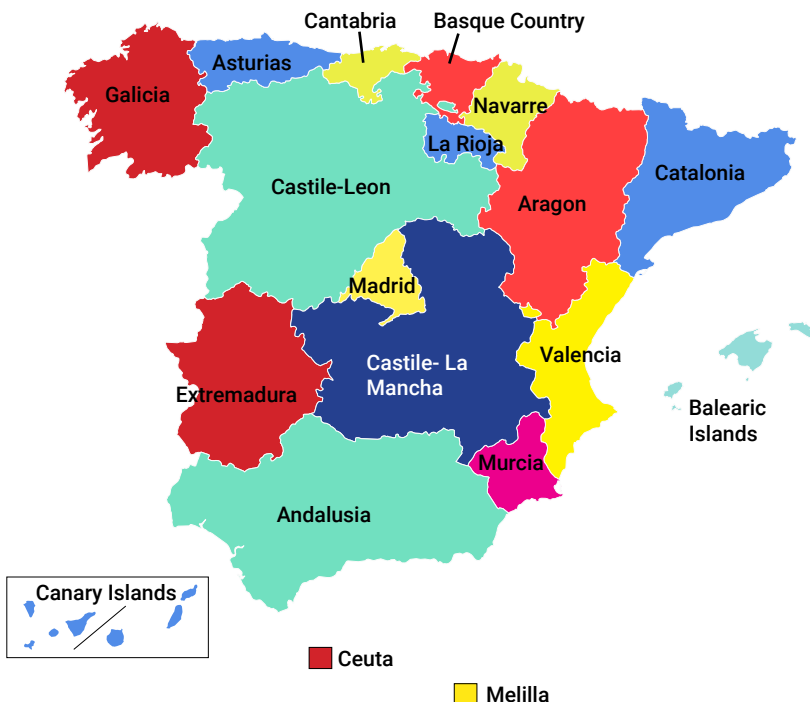 Cantabria
Basque Country
Asturias
Galicia
Navarre
La Rioja
Catalonia
Castile-Leon
Aragon
Madrid
Valencia
Castile- La
Mancha
Extremadura
Balearic
Islands
Murcia
Andalusia
Canary Islands
Ceuta
Melilla